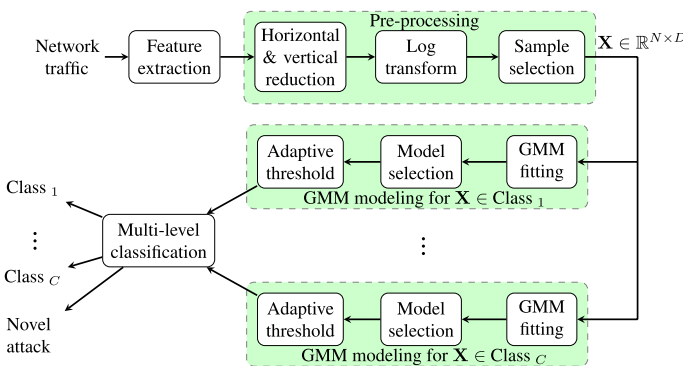 Pre-processing
Network
traffic
Feature
extraction
Horizontal
& vertical
reduction
Log
transform
Sample
selection
X ∈ ℝ^{N×D}
Adaptive
threshold
Model
selection
GMM
fitting
GMM modeling for X ∈ Class 1
Class 1
⋮
Class C
Novel
attack
Multi-level
classification
⋮
Adaptive
threshold
Model
selection
GMM
fitting
GMM modeling for X ∈ Class C